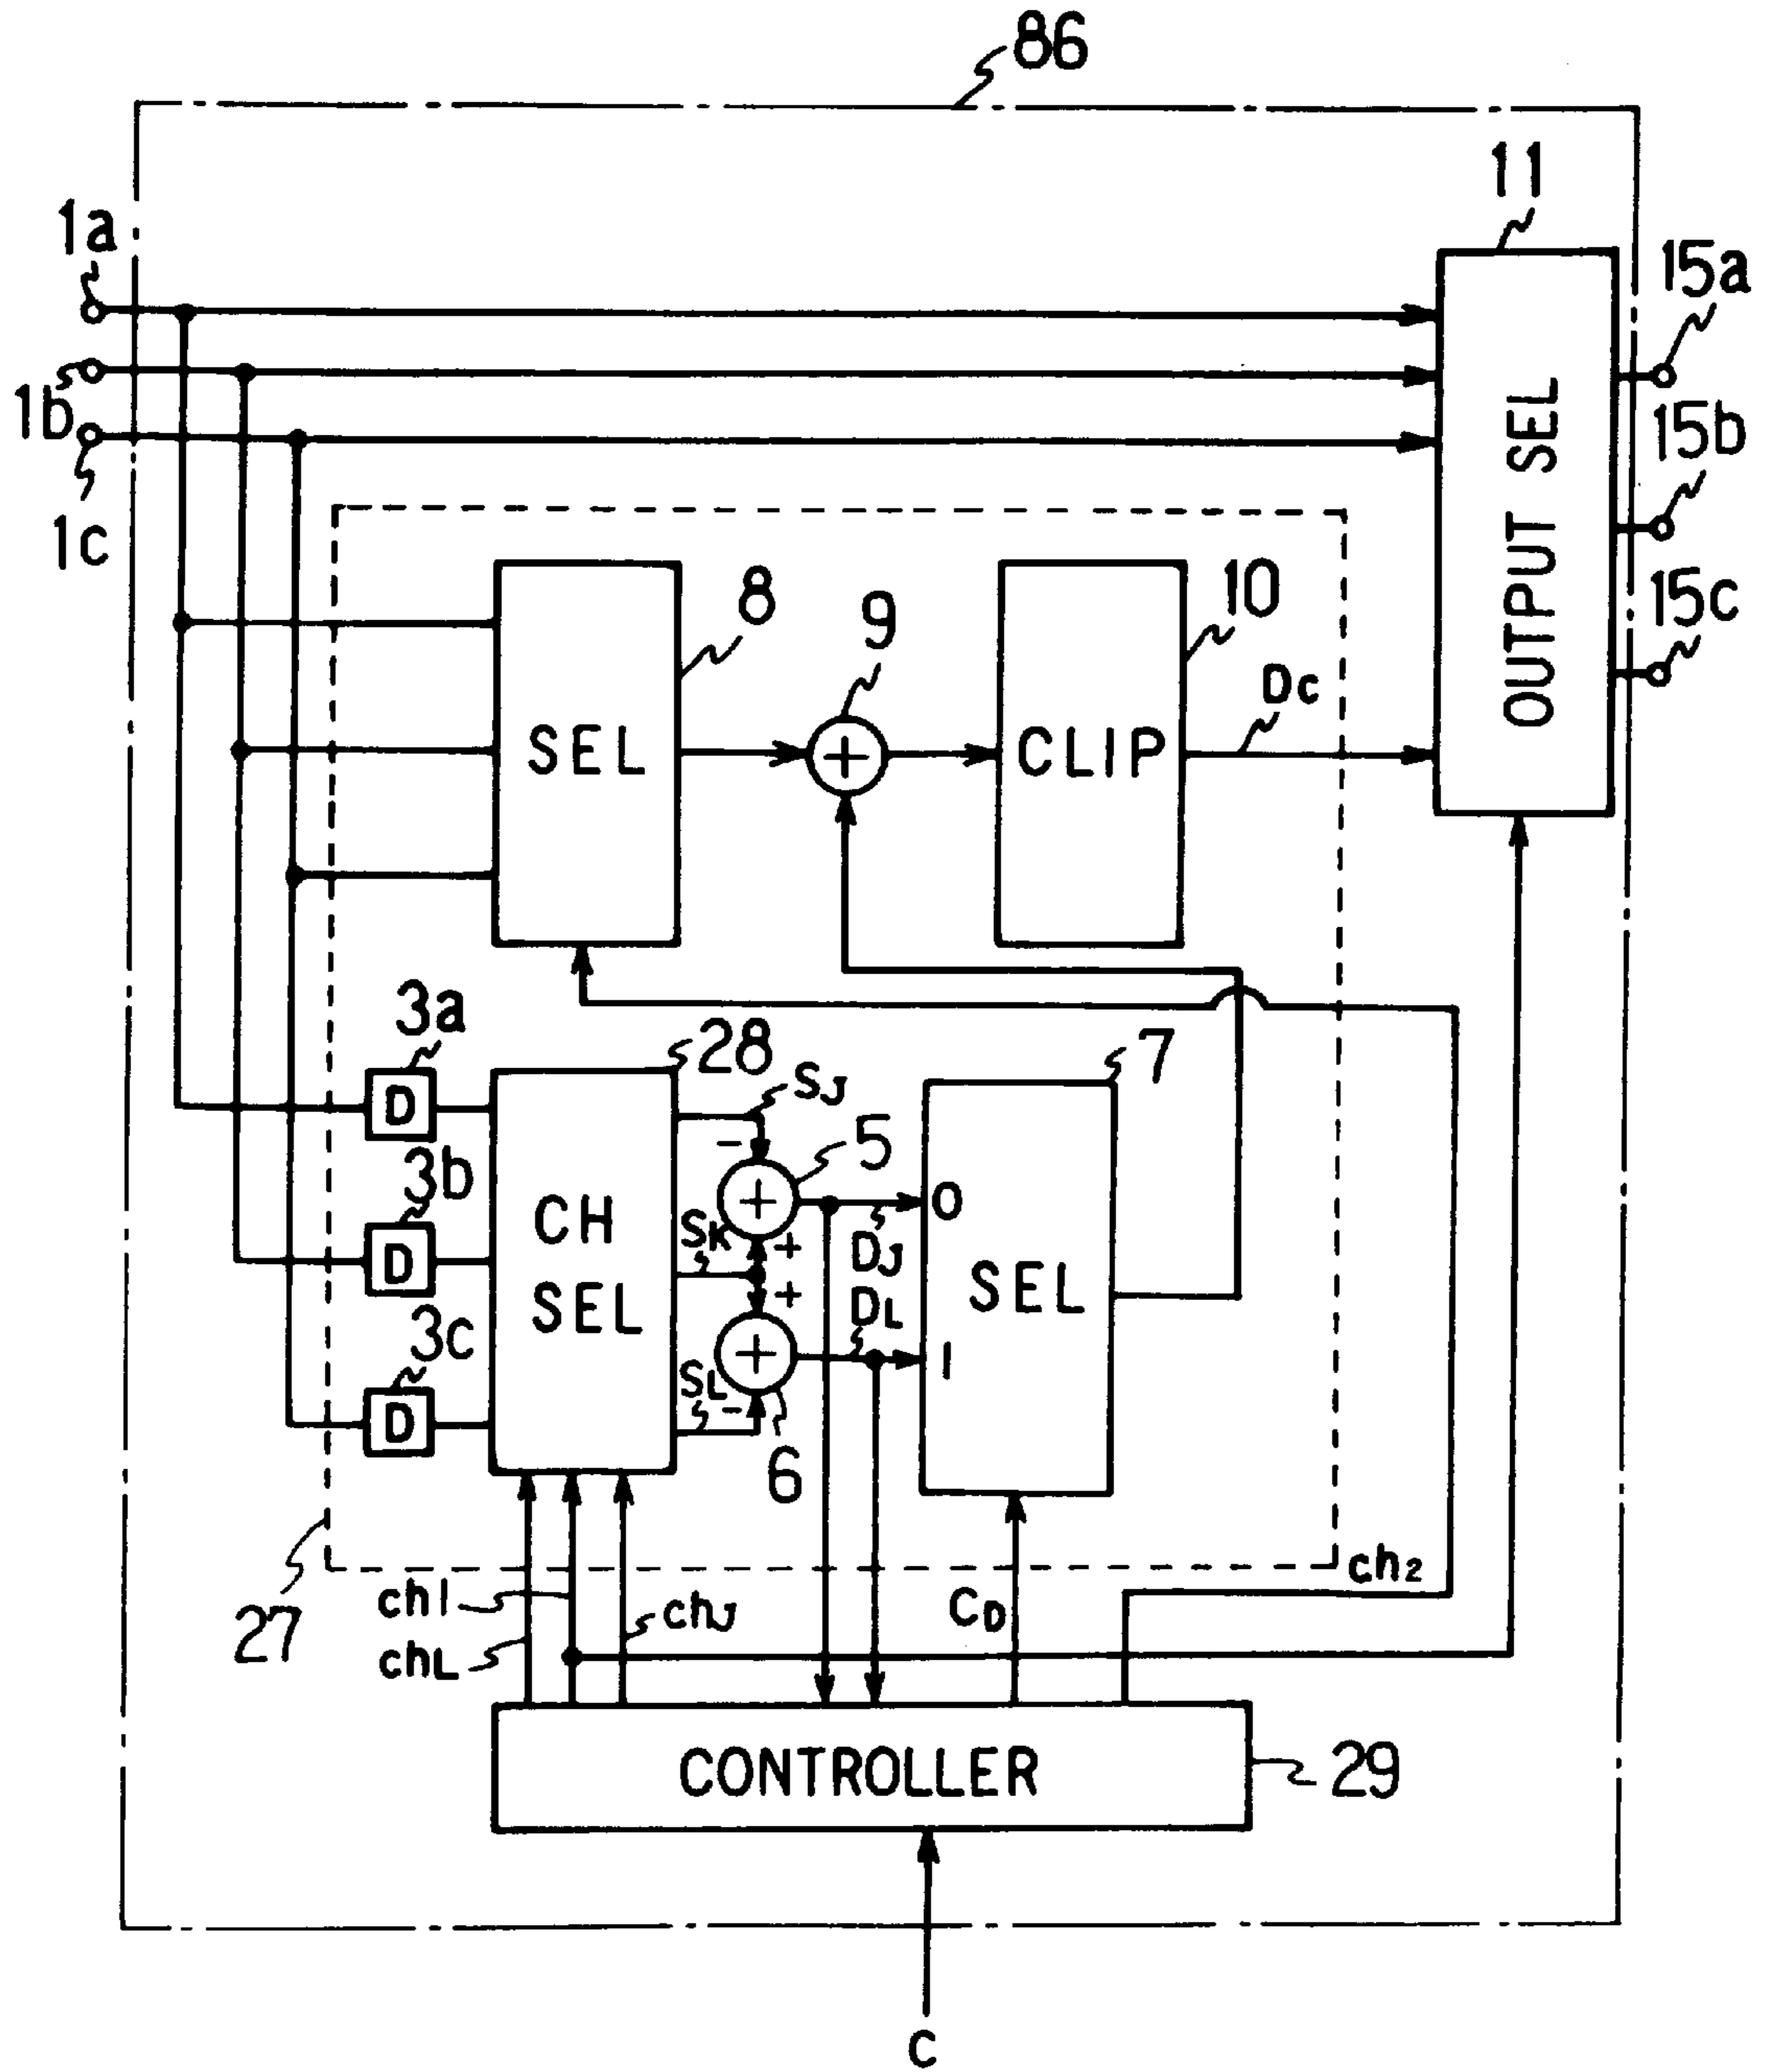 86
11
1a
15a
1b
15b
1c
15c
OUTPUT SEL
8
9
10
Dc
SEL
+
CLIP
3a
28
7
D
SJ
-
5
3b
CH
SEL
+
0
D
SK
+
DJ
SEL
3c
+
DL
+
1
D
SL
-
6
27
ch1
chL
chJ
CD
ch2
CONTROLLER
29
C